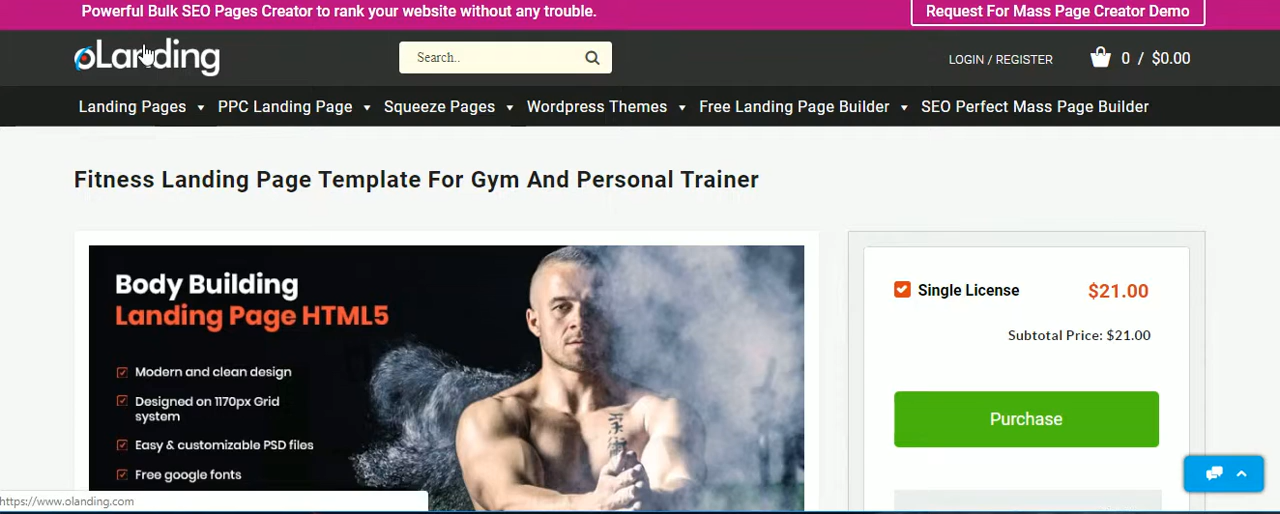 Powerful Bulk SEO Pages Creator to rank your website without any trouble.
Request For Mass Page Creator Demo
oLanding
Search..
LOGIN / REGISTER
0 / $0.00
Landing Pages
PPC Landing Page
Squeeze Pages
Wordpress Themes
Free Landing Page Builder
SEO Perfect Mass Page Builder
Fitness Landing Page Template For Gym And Personal Trainer
Body Building
Landing Page HTML5
Modern and clean design
Designed on 1170px Grid
system
Easy & customizable PSD files
Free google fonts
Single License
$21.00
Subtotal Price: $21.00
Purchase
https://www.olanding.com